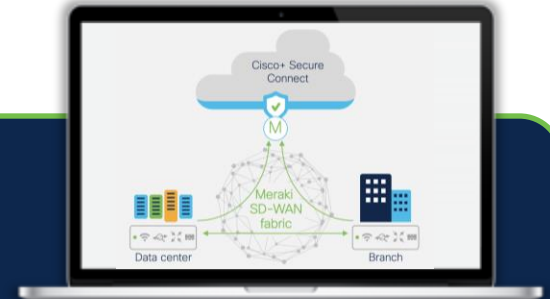 Cisco+ Secure
Connect
M
Meraki
SD-WAN
fabric
Data center
Branch